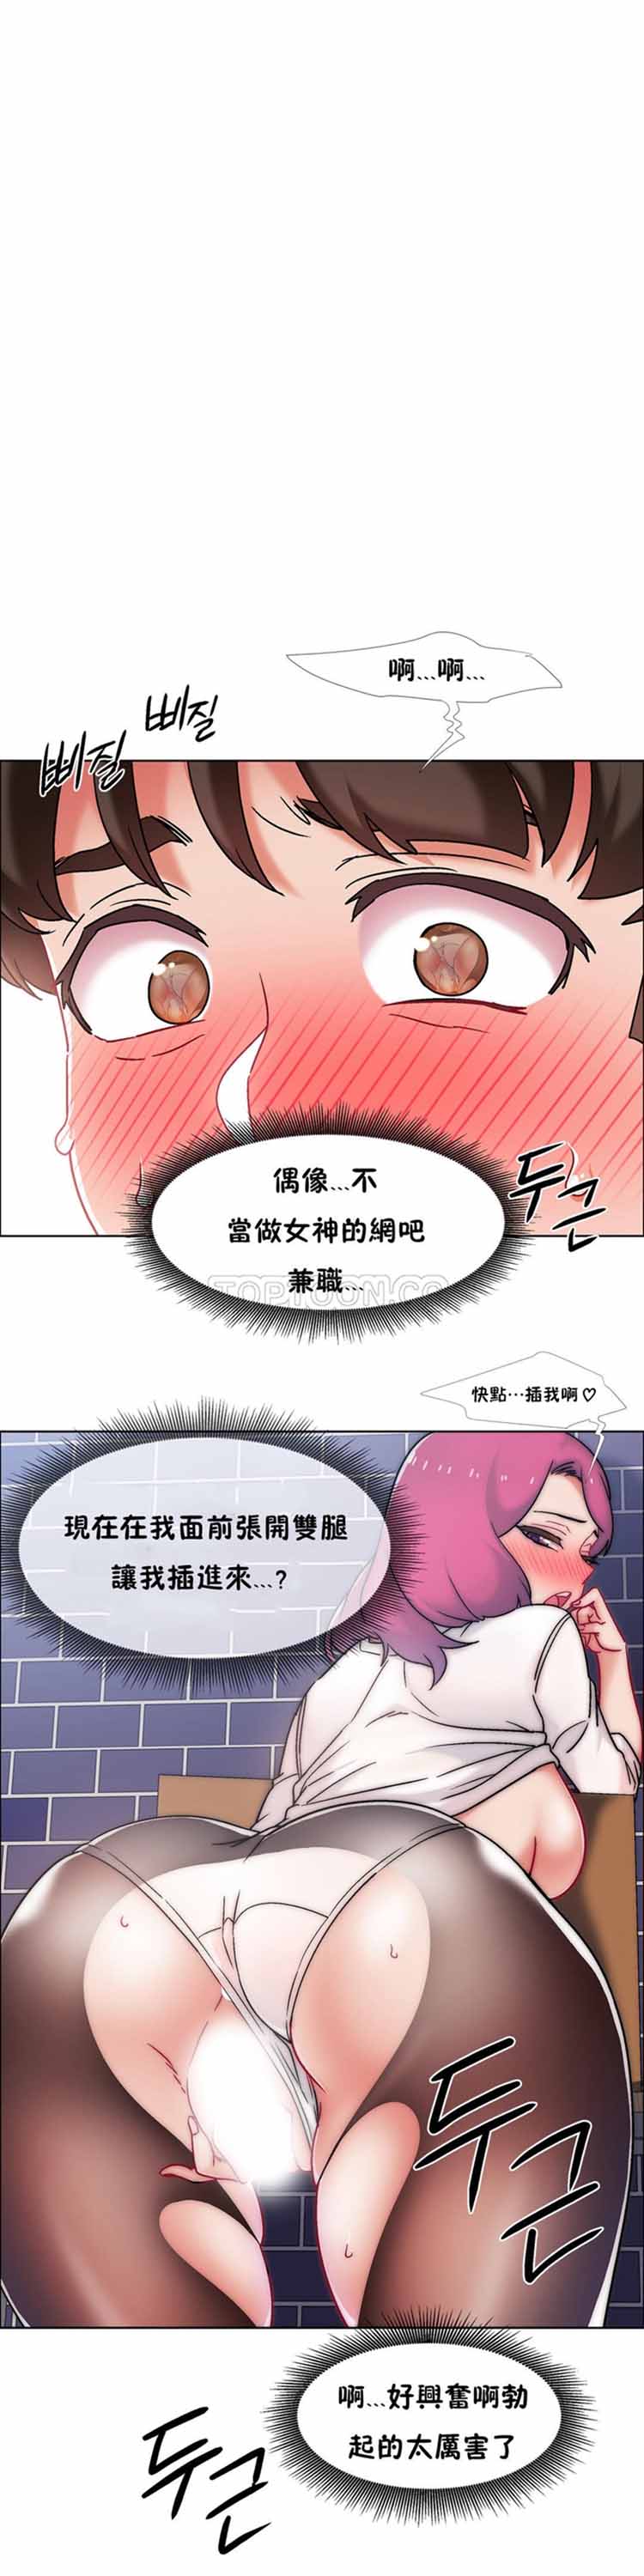 啊...啊...
삐질
삐질
偶像...不
當做女神的網吧
兼職...
두근
TOPTOON.CO
快點…插我啊♡
現在在我面前張開雙腿
讓我插進來...?
두근
啊...好興奮啊勃
起的太厲害了
두근